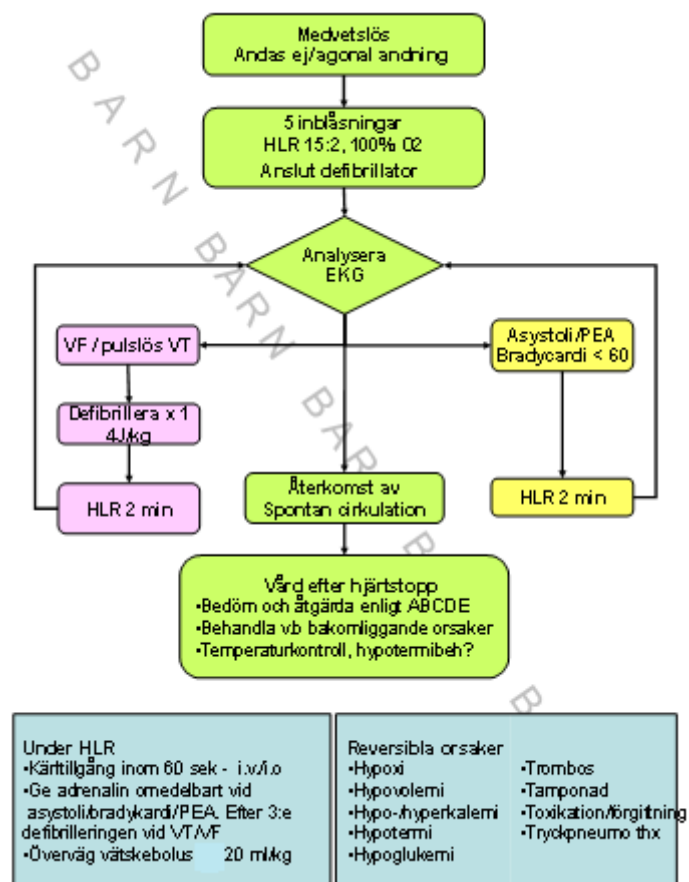 Medvetslös
Andas ej/agonal andning
5 inblåsningar
HLR 15:2, 100% O2
Anslut defibrillator
Analysera
EKG
VF / pulslös VT
Asystoli/PEA
Bradycardi < 60
Defibrillera x 1
4J/kg
HLR 2 min
HLR 2 min
Återkomst av
Spontan cirkulation
Vård efter hjärtstopp
•Bedöm och åtgärda enligt ABCDE
•Behandla v.b bakomliggande orsaker
•Temperaturkontroll, hypotermibeh?
BARN BARN BARN B
Under HLR
•Kärltillgång inom 60 sek - i.v./i.o
•Ge adrenalin omedelbart vid
asystoli/bradykardi/PEA. Efter 3:e
defibrilleringen vid VT/VF
•Överväg vätskebolus 20 ml/kg
Reversibla orsaker
•Hypoxi
•Hypovolemi
•Hypo-/hyperkalemi
•Hypotermi
•Hypoglukemi
•Trombos
•Tamponad
•Toxikation/förgiftning
•Tryckpneumo thx